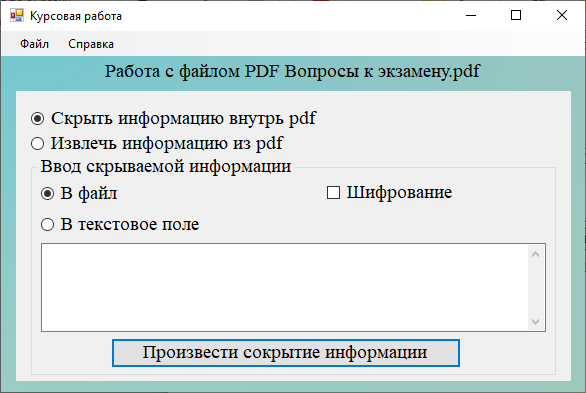 Курсовая работа
Файл Справка
Работа с файлом PDF Вопросы к экзамену.pdf
Скрыть информацию внутрь pdf
Извлечь информацию из pdf
Ввод скрываемой информации
В файл Шифрование
В текстовое поле
Произвести сокрытие информации